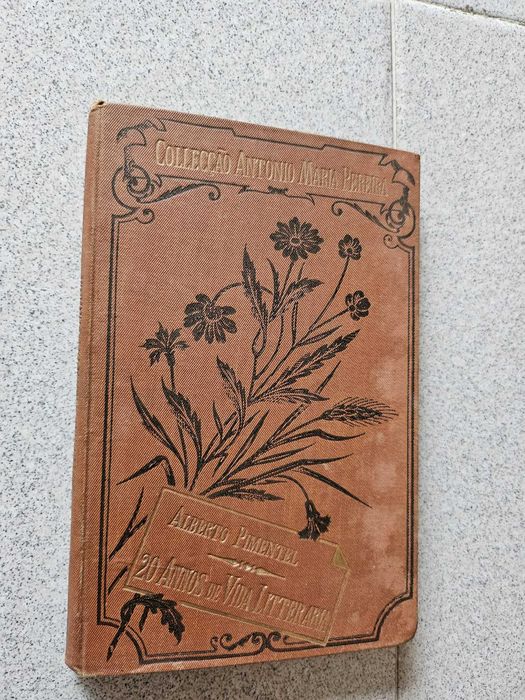 COLLECÇÃO ANTONIO MARIA PEREIRA
ALBERTO PIMENTEL
20 ANNOS DE VIDA LITTERARIA